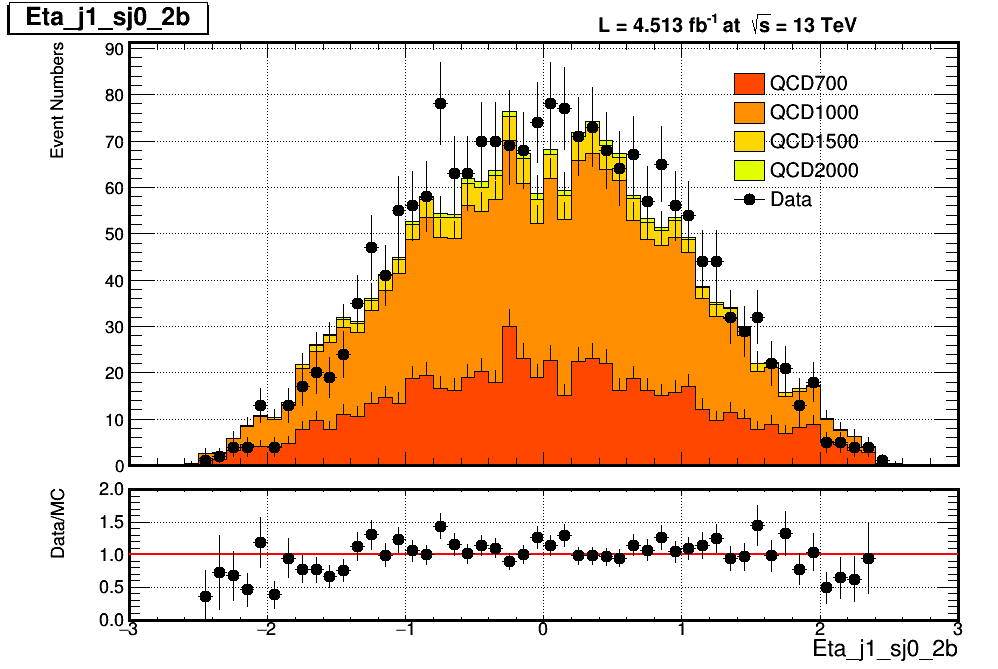 Eta_j1_sj0_2b
L = 4.513 fb⁻¹ at √s = 13 TeV
Event Numbers
90
80
70
60
50
40
30
20
10
0
QCD700
QCD1000
QCD1500
QCD2000
Data
Data/MC
2.0
1.5
1.0
0.5
0.0
−3 −2 −1 0 1 2 3
Eta_j1_sj0_2b